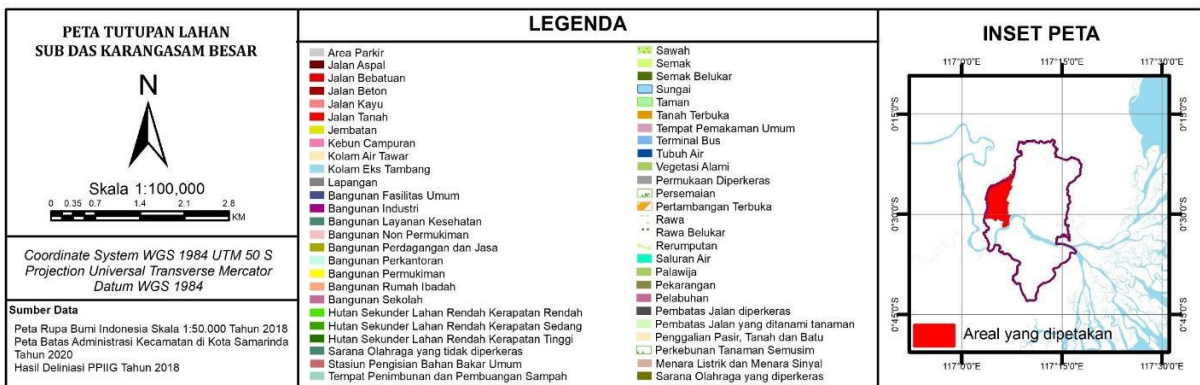 PETA TUTUPAN LAHAN
SUB DAS KARANGASAM BESAR
N
Skala 1:100,000
0 0.35 0.7 1.4 2.1 2.8
KM
Coordinate System WGS 1984 UTM 50 S
Projection Universal Transverse Mercator
Datum WGS 1984
Sumber Data
Peta Rupa Bumi Indonesia Skala 1:50.000 Tahun 2018
Peta Batas Administrasi Kecamatan di Kota Samarinda
Tahun 2020
Hasil Deliniasi PPIIG Tahun 2018
LEGENDA
Area Parkir
Jalan Aspal
Jalan Bebatuan
Jalan Beton
Jalan Kayu
Jalan Tanah
Jembatan
Kebun Campuran
Kolam Air Tawar
Kolam Eks Tambang
Lapangan
Bangunan Fasilitas Umum
Bangunan Industri
Bangunan Layanan Kesehatan
Bangunan Non Permukiman
Bangunan Perdagangan dan Jasa
Bangunan Perkantoran
Bangunan Permukiman
Bangunan Rumah Ibadah
Bangunan Sekolah
Hutan Sekunder Lahan Rendah Kerapatan Rendah
Hutan Sekunder Lahan Rendah Kerapatan Sedang
Hutan Sekunder Lahan Rendah Kerapatan Tinggi
Sarana Olahraga yang tidak diperkeras
Stasiun Pengisian Bahan Bakar Umum
Tempat Penimbunan dan Pembuangan Sampah
Sawah
Semak
Semak Belukar
Sungai
Taman
Tanah Terbuka
Tempat Pemakaman Umum
Terminal Bus
Tubuh Air
Vegetasi Alami
Permukaan Diperkeras
Persemaian
Pertambangan Terbuka
Rawa
Rawa Belukar
Rerumputan
Saluran Air
Palawija
Pekarangan
Pelabuhan
Pembatas Jalan diperkeras
Pembatas Jalan yang ditanami tanaman
Penggalian Pasir, Tanah dan Batu
Perkebunan Tanaman Semusim
Menara Listrik dan Menara Sinyal
Sarana Olahraga yang diperkeras
INSET PETA
117°0'0"E 117°15'0"E 117°30'0"E
0°15'0"S 0°15'0"S
0°30'0"S 0°30'0"S
0°45'0"S 0°45'0"S
Areal yang dipetakan
117°0'0"E 117°15'0"E 117°30'0"E